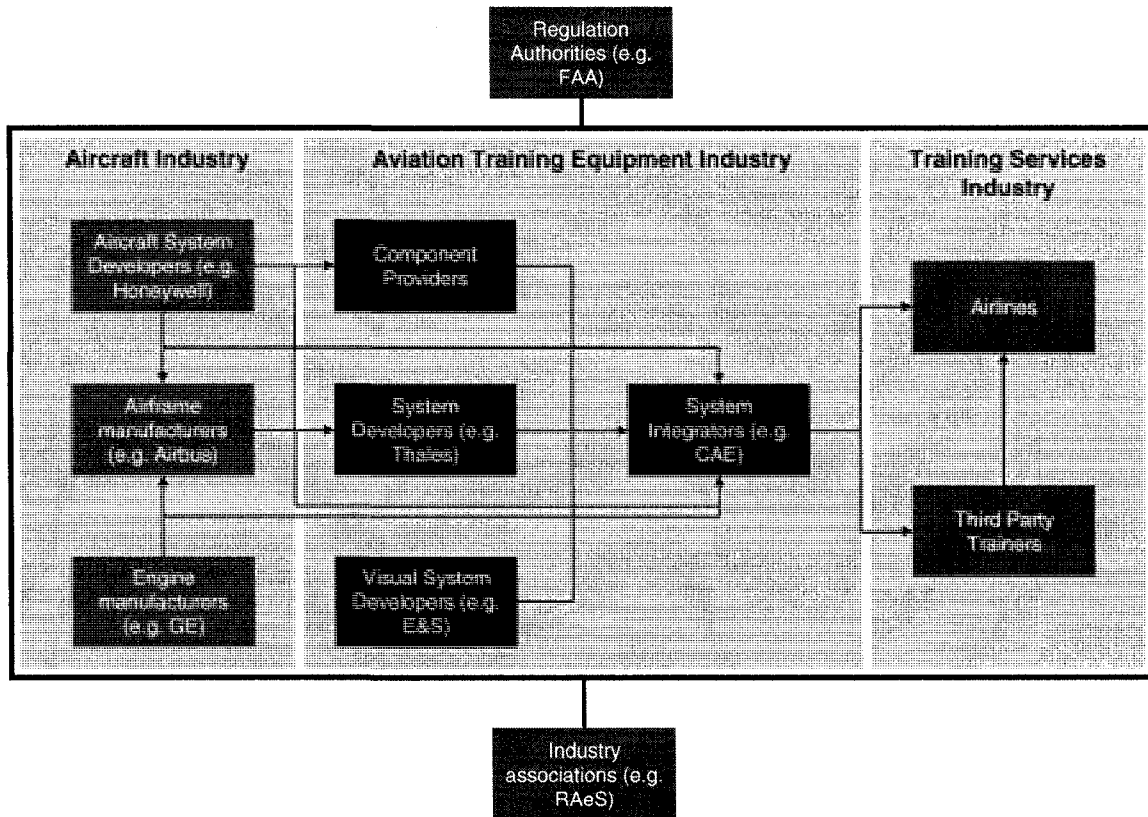 Regulation
Authorities (e.g.
FAA)
Aircraft Industry
Aviation Training Equipment Industry
Training Services
Industry
Aircraft System
Developers (e.g.
Honeywell)
Component
Providers
Airlines
Airframe
manufacturers
(e.g. Airbus)
System
Developers (e.g.
Thales)
System
Integrators (e.g.
CAE)
Third Party
Trainers
Engine
manufacturers
(e.g. GE)
Visual System
Developers (e.g.
E&S)
Industry
associations (e.g.
RAeS)